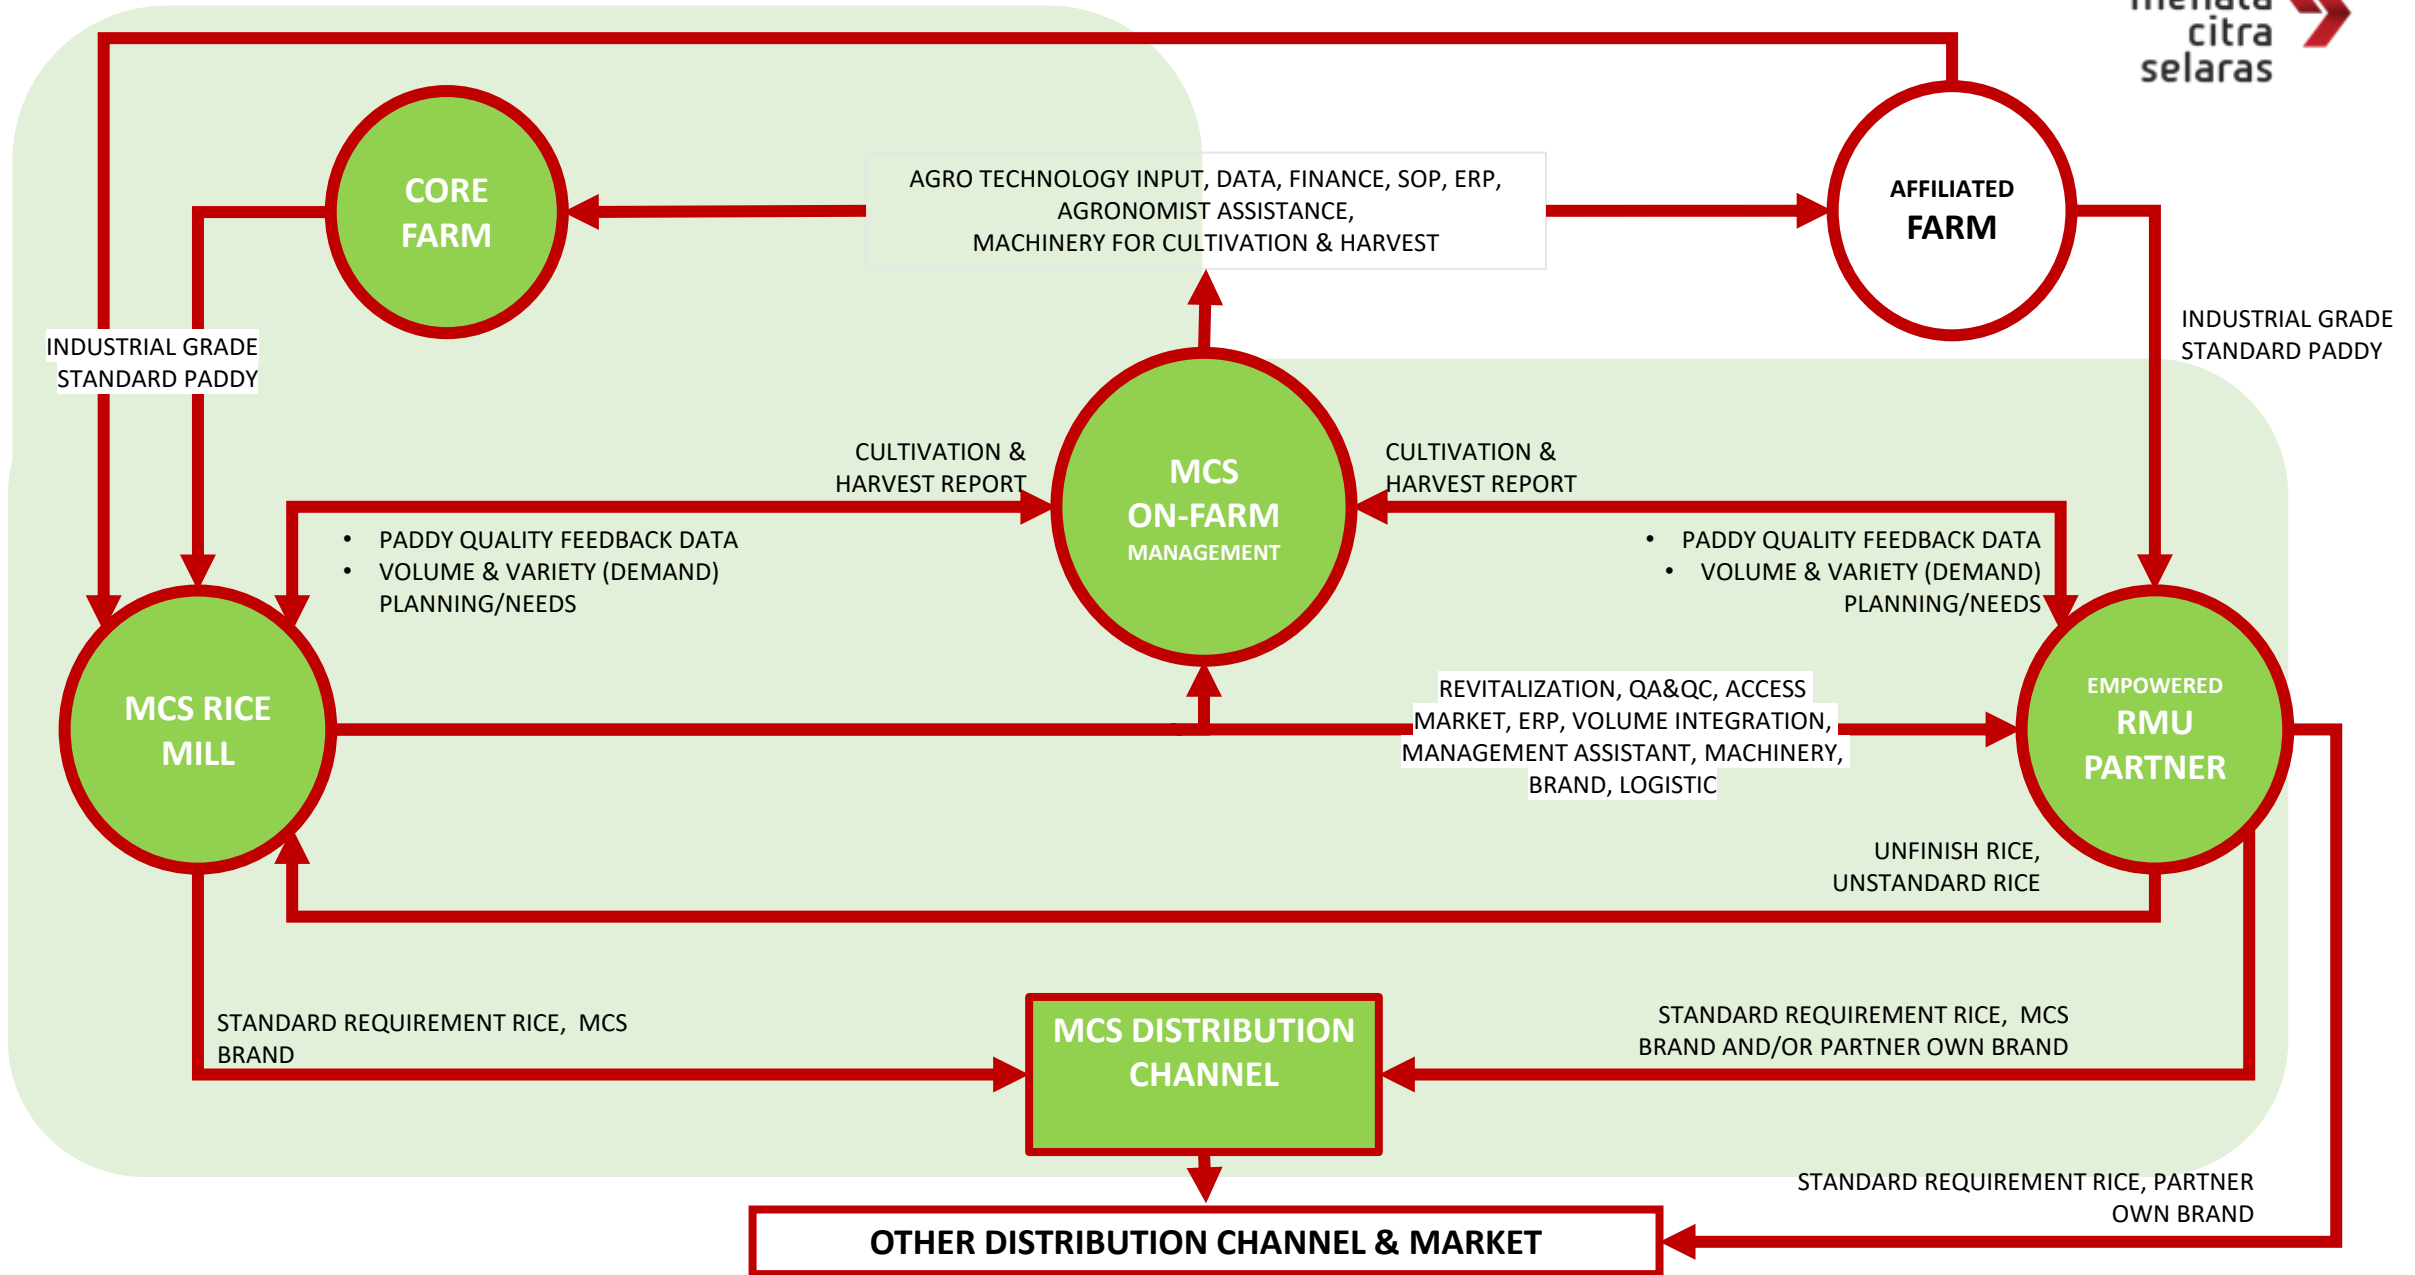 menata
citra
selaras
CORE
FARM
AGRO TECHNOLOGY INPUT, DATA, FINANCE, SOP, ERP,
AGRONOMIST ASSISTANCE,
MACHINERY FOR CULTIVATION & HARVEST
AFFILIATED
FARM
INDUSTRIAL GRADE
STANDARD PADDY
INDUSTRIAL GRADE
STANDARD PADDY
CULTIVATION &
HARVEST REPORT
MCS
ON-FARM
MANAGEMENT
CULTIVATION &
HARVEST REPORT
• PADDY QUALITY FEEDBACK DATA
• VOLUME & VARIETY (DEMAND)
PLANNING/NEEDS
• PADDY QUALITY FEEDBACK DATA
• VOLUME & VARIETY (DEMAND)
PLANNING/NEEDS
MCS RICE
MILL
REVITALIZATION, QA&QC, ACCESS
MARKET, ERP, VOLUME INTEGRATION,
MANAGEMENT ASSISTANT, MACHINERY,
BRAND, LOGISTIC
EMPOWERED
RMU
PARTNER
UNFINISH RICE,
UNSTANDARD RICE
STANDARD REQUIREMENT RICE, MCS
BRAND
MCS DISTRIBUTION
CHANNEL
STANDARD REQUIREMENT RICE, MCS
BRAND AND/OR PARTNER OWN BRAND
STANDARD REQUIREMENT RICE, PARTNER
OWN BRAND
OTHER DISTRIBUTION CHANNEL & MARKET